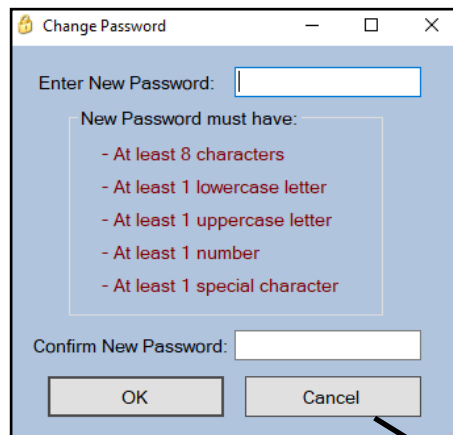 Change Password
Enter New Password:
New Password must have:
- At least 8 characters
- At least 1 lowercase letter
- At least 1 uppercase letter
- At least 1 number
- At least 1 special character
Confirm New Password:
OK Cancel